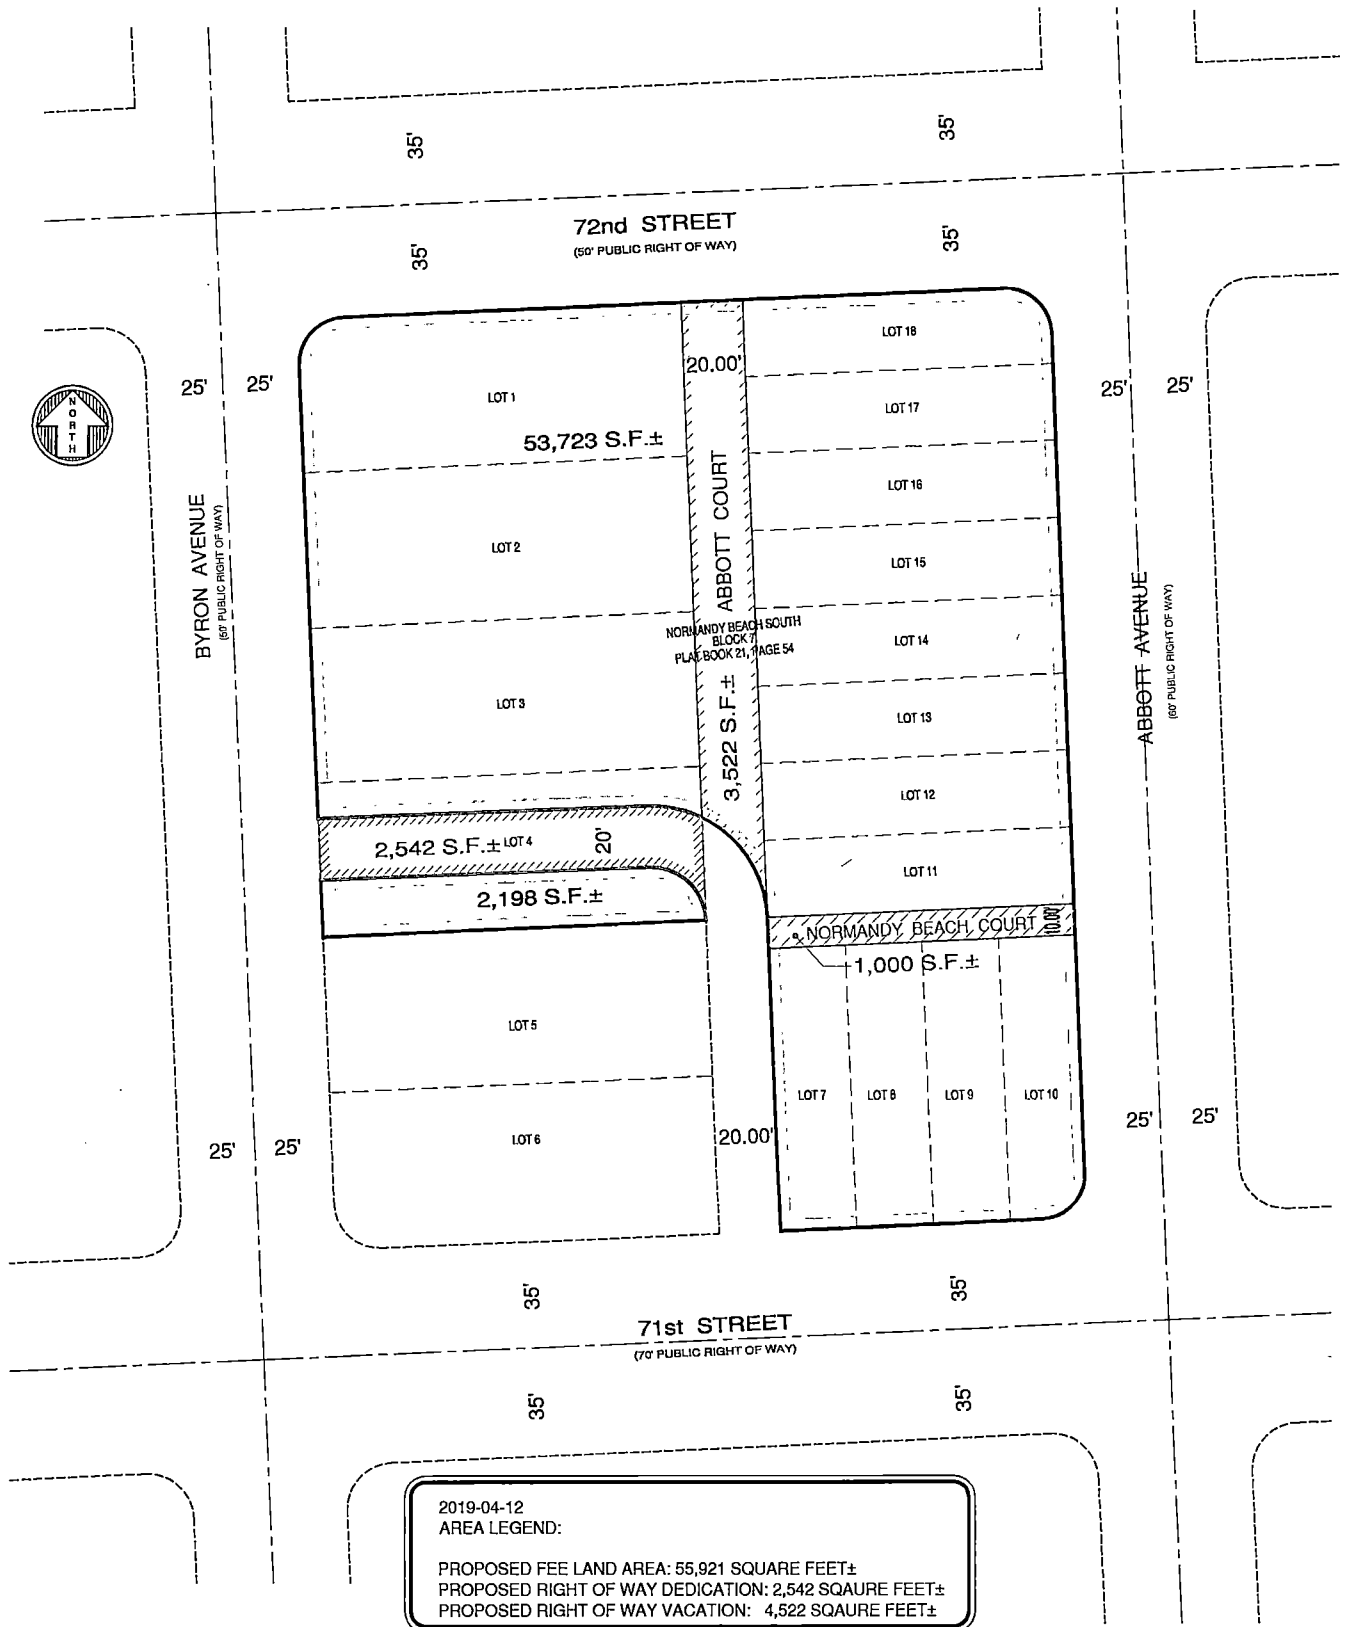 35'
35'
72nd STREET
(50' PUBLIC RIGHT OF WAY)
35'
35'
LOT 18
20.00'
25'
25'
25'
25'
LOT 1
LOT 17
NORTH
53,723 S.F.±
LOT 16
ABBOTT COURT
BYRON AVENUE
LOT 2
LOT 15
NORMANDY BEACH SOUTH
BLOCK 7
PLAT BOOK 21, PAGE 54
LOT 14
ABBOTT AVENUE
(60' PUBLIC RIGHT OF WAY)
LOT 3
3,522 S.F.±
LOT 13
LOT 12
2,542 S.F.±
LOT 4
20'
LOT 11
2,198 S.F.±
NORMANDY BEACH COURT
10.00'
1,000 S.F.±
LOT 5
LOT 7
LOT 8
LOT 9
LOT 10
25'
25'
LOT 6
20.00'
25'
25'
35'
35'
71st STREET
(70' PUBLIC RIGHT OF WAY)
35'
35'
2019-04-12
AREA LEGEND:
PROPOSED FEE LAND AREA: 55,921 SQUARE FEET±
PROPOSED RIGHT OF WAY DEDICATION: 2,542 SQAURE FEET±
PROPOSED RIGHT OF WAY VACATION: 4,522 SQAURE FEET±